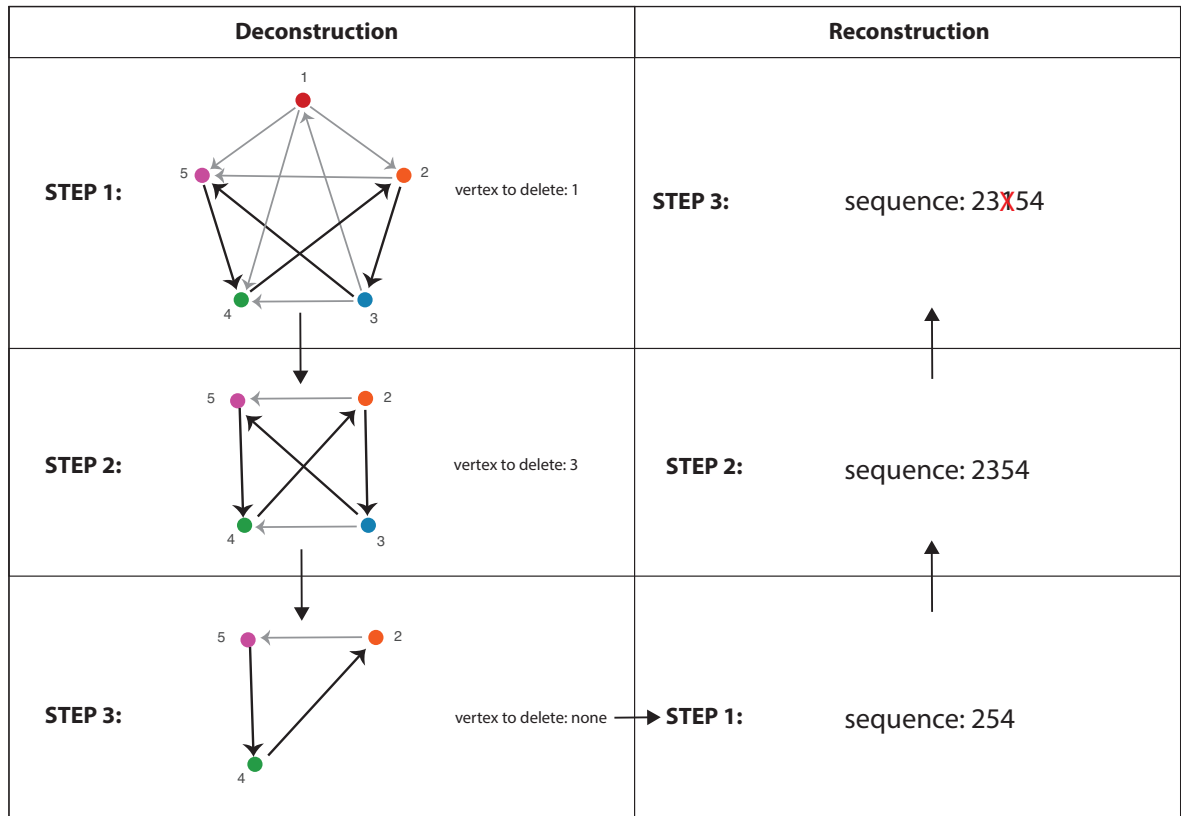 Deconstruction
Reconstruction
1
5
2
STEP 1:
vertex to delete: 1
4
3
STEP 3:
sequence: 23154
5
2
STEP 2:
vertex to delete: 3
4
3
STEP 2:
sequence: 2354
5
2
STEP 3:
vertex to delete: none
4
STEP 1:
sequence: 254